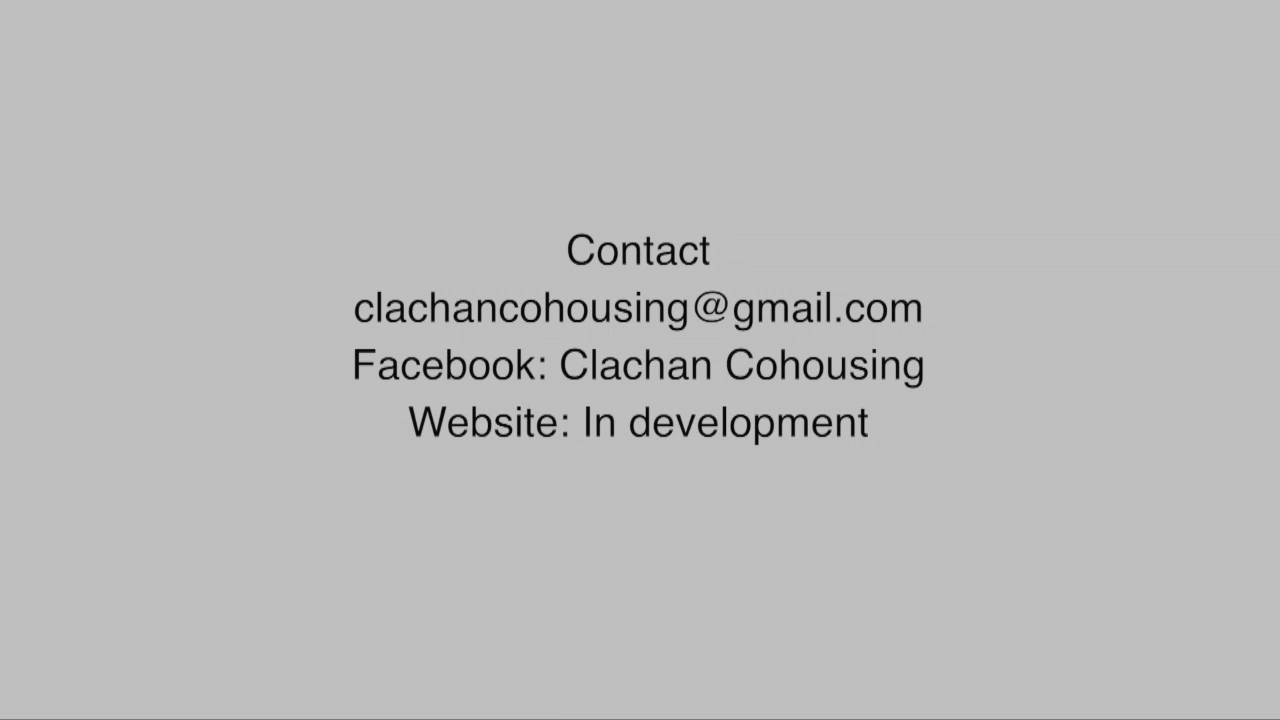 Contact
clachancohousing@gmail.com
Facebook: Clachan Cohousing
Website: In development